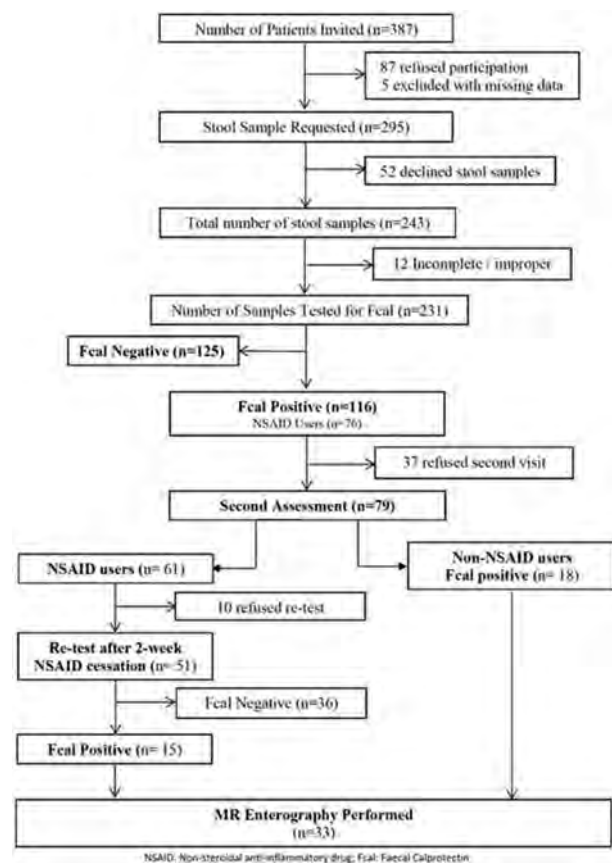 Number of Patients Invited (n=387)
87 refused participation
5 excluded with missing data
Stool Sample Requested (n=295)
52 declined stool samples
Total number of stool samples (n=243)
12 Incomplete / improper
Number of Samples Tested for Fcal (n=231)
Fcal Negative (n=125)
Fcal Positive (n=116)
NSAID Users (n=76)
37 refused second visit
Second Assessment (n=79)
NSAID users (n= 61)
Non-NSAID users
Fcal positive (n= 18)
10 refused re-test
Re-test after 2-week
NSAID cessation (n= 51)
Fcal Negative (n=36)
Fcal Positive (n= 15)
MR Enterography Performed
(n=33)
NSAID: Non-steroidal anti-inflammatory drug; Fcal: Faecal Calprotectin